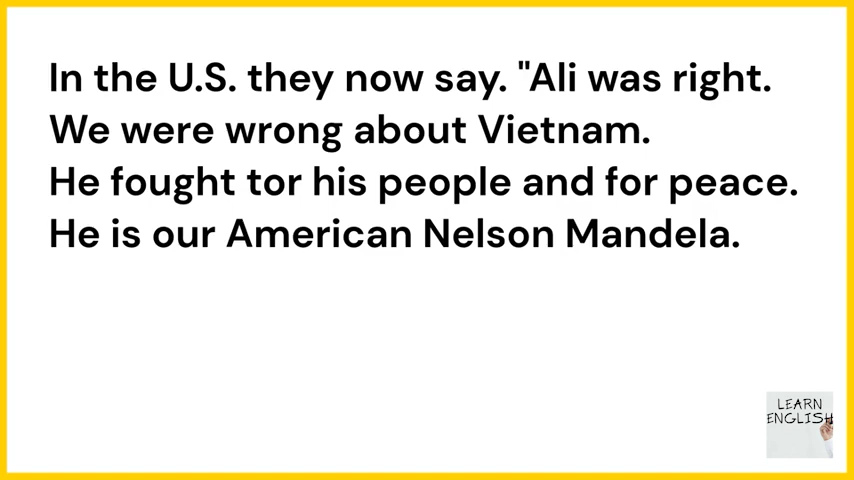 In the U.S. they now say. "Ali was right.
We were wrong about Vietnam.
He fought tor his people and for peace.
He is our American Nelson Mandela.
LEARN
ENGLISH